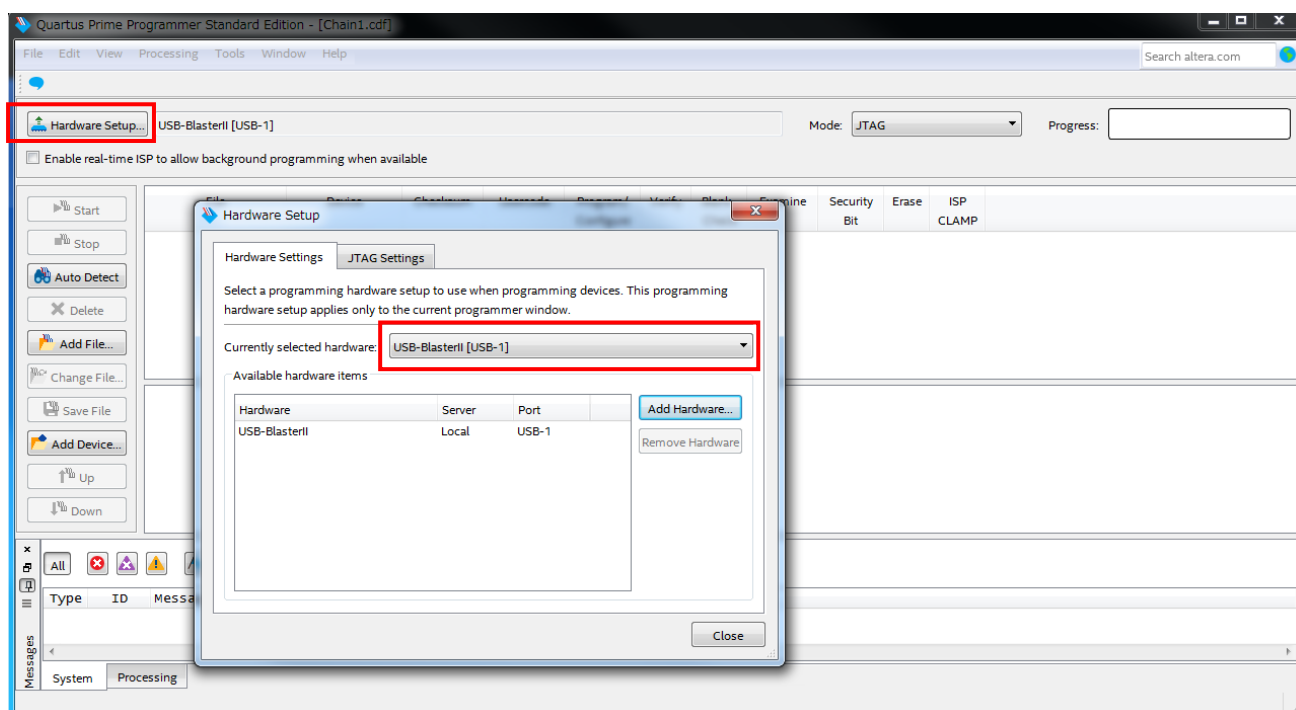 Quartus Prime Programmer Standard Edition - [Chain1.cdf]
File Edit View Processing Tools Window Help
Search altera.com
Hardware Setup... USB-BlasterII [USB-1] Mode: JTAG Progress:
Enable real-time ISP to allow background programming when available
File Device Checksum Usercode Program/ Verify Blank- Examine Security Erase ISP
Configure Check Bit CLAMP
Start
Stop
Auto Detect
Delete
Add File...
Change File...
Save File
Add Device...
Up
Down
Hardware Setup
Hardware Settings JTAG Settings
Select a programming hardware setup to use when programming devices. This programming
hardware setup applies only to the current programmer window.
Currently selected hardware: USB-BlasterII [USB-1]
Available hardware items
Hardware Server Port
USB-BlasterII Local USB-1
Add Hardware...
Remove Hardware
Close
All
Type ID Messa
Messages
System Processing